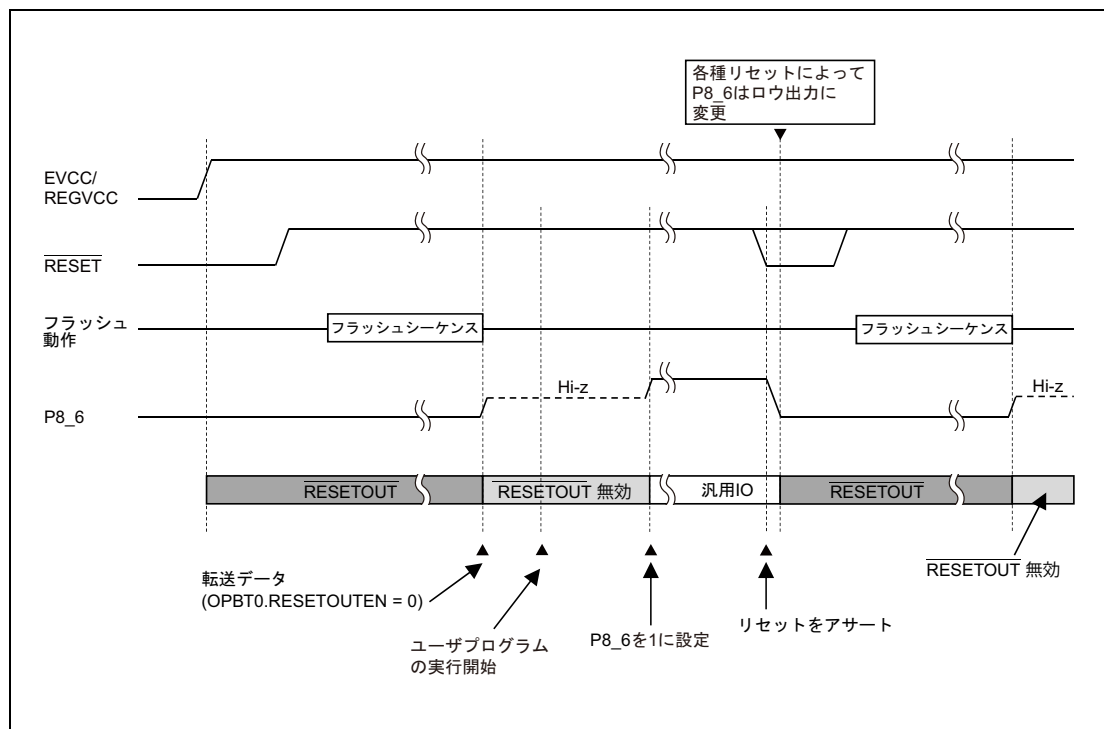 各種リセットによって
P8_6はロウ出力に
変更
EVCC/
REGVCC
RESET
フラッシュ
動作
フラッシュシーケンス
フラッシュシーケンス
Hi-z
Hi-z
P8_6
RESETOUT
RESETOUT 無効
汎用IO
RESETOUT
RESETOUT 無効
転送データ
(OPBT0.RESETOUTEN = 0)
ユーザプログラム
の実行開始
P8_6を1に設定
リセットをアサート